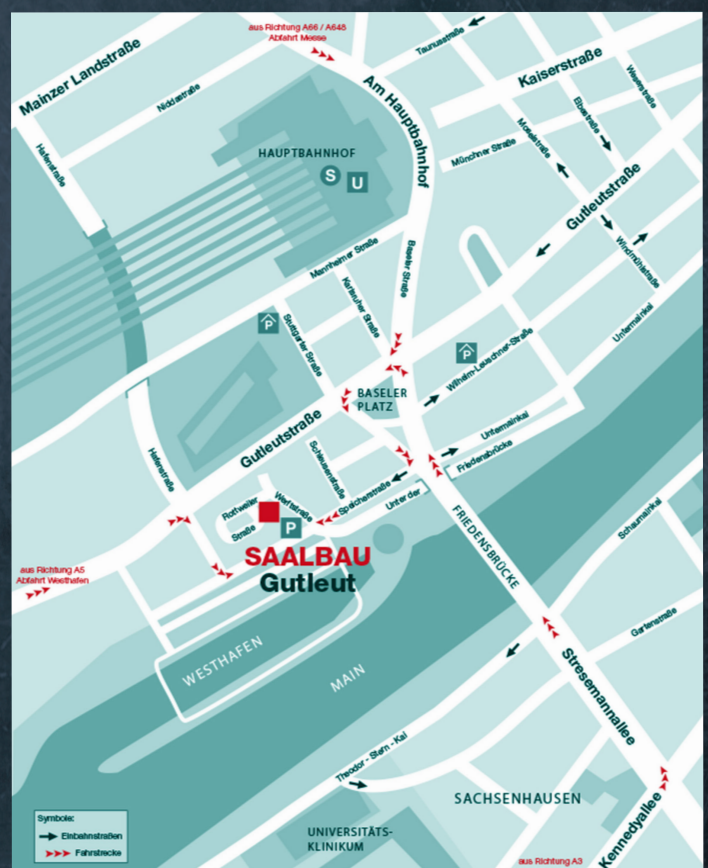 aus Richtung A66 / A648
Abfahrt Messe
Taunusstraße
Mainzer Landstraße
Niddastraße
Am Hauptbahnhof
Kaiserstraße
Weserstraße
Elbestraße
Moselstraße
Münchner Straße
Hafenstraße
HAUPTBAHNHOF
S
U
Gutleutstraße
Mannheimer Straße
Baseler Straße
Windmühlstraße
Karlsruher Straße
Stuttgarter Straße
P
P
Untermainkai
Wilhelm-Leuschner-Straße
BASELER
PLATZ
Gutleutstraße
Schleusenstraße
Untermainkai
Friedensbrücke
Hafenstraße
Speicherstraße
Unter der
Rottweiler
Straße
Werftstraße
P
SAALBAU
Gutleut
FRIEDENSBRÜCKE
Schaumainkai
aus Richtung A5
Abfahrt Westhafen
Gartenstraße
WESTHAFEN
MAIN
Stresemannallee
Theodor - Stern - Kai
SACHSENHAUSEN
Kennedyallee
UNIVERSITÄTS-
KLINIKUM
aus Richtung A3
Symbole:
Einbahnstraßen
Fahrstrecke